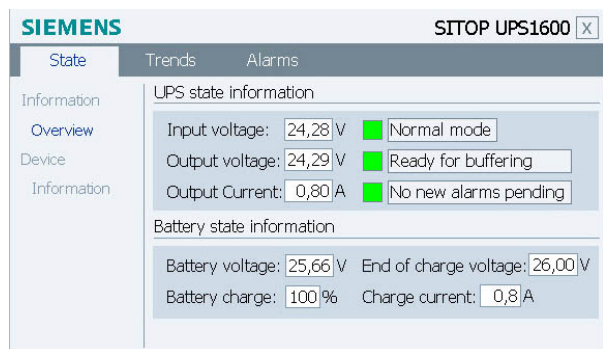 SIEMENS SITOP UPS1600 X
State Trends Alarms
Information
Overview
Device
Information
UPS state information
Input voltage: 24,28 V Normal mode
Output voltage: 24,29 V Ready for buffering
Output Current: 0,80 A No new alarms pending
Battery state information
Battery voltage: 25,66 V End of charge voltage: 26,00 V
Battery charge: 100 % Charge current: 0,8 A